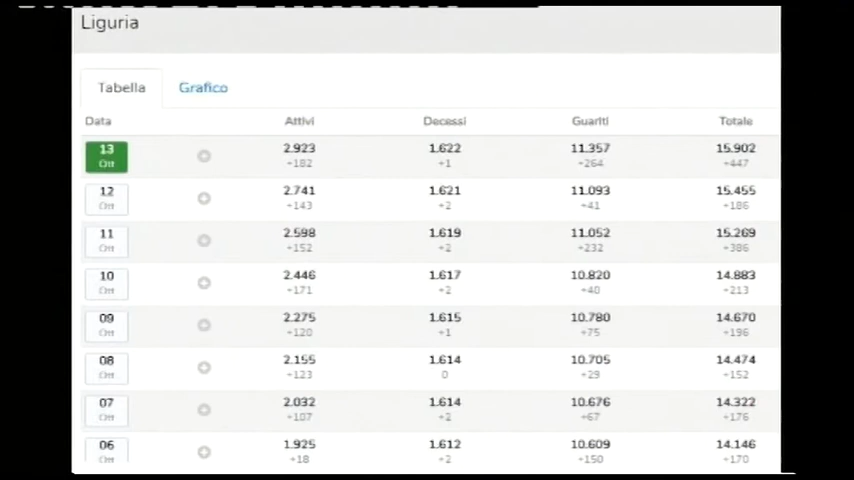 Liguria
Tabella Grafico
Data Attivi Decessi Guariti Totale
13 2.923 1.622 11.357 15.902
Ott +182 +1 +264 +447
12 2.741 1.621 11.093 15.455
Ott +143 +2 +41 +186
11 2.598 1.619 11.052 15.269
Ott +152 +2 +232 +386
10 2.446 1.617 10.820 14.883
Ott +171 +2 +40 +213
09 2.275 1.615 10.780 14.670
Ott +120 +1 +75 +196
08 2.155 1.614 10.705 14.474
Ott +123 0 +29 +152
07 2.032 1.614 10.676 14.322
Ott +107 +2 +67 +176
06 1.925 1.612 10.609 14.146
Ott +18 +2 +150 +170